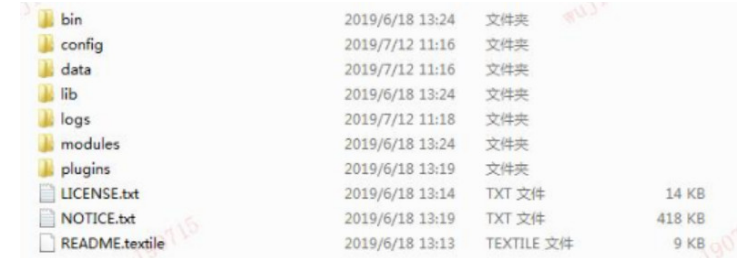 bin 2019/6/18 13:24 文件夹
config 2019/7/12 11:16 文件夹
data 2019/7/12 11:16 文件夹
lib 2019/6/18 13:24 文件夹
logs 2019/7/12 11:18 文件夹
modules 2019/6/18 13:24 文件夹
plugins 2019/6/18 13:19 文件夹
LICENSE.txt 2019/6/18 13:14 TXT 文件 14 KB
NOTICE.txt 2019/6/18 13:19 TXT 文件 418 KB
README.textile 2019/6/18 13:13 TEXTILE 文件 9 KB